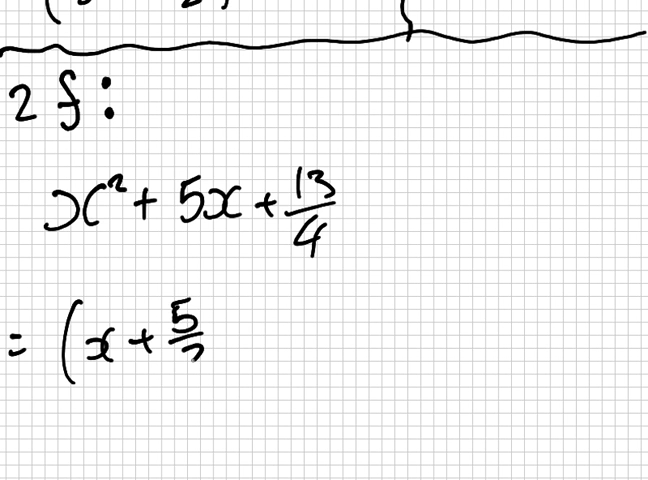 2 f:
x² + 5x + 13/4
= (x + 5/2